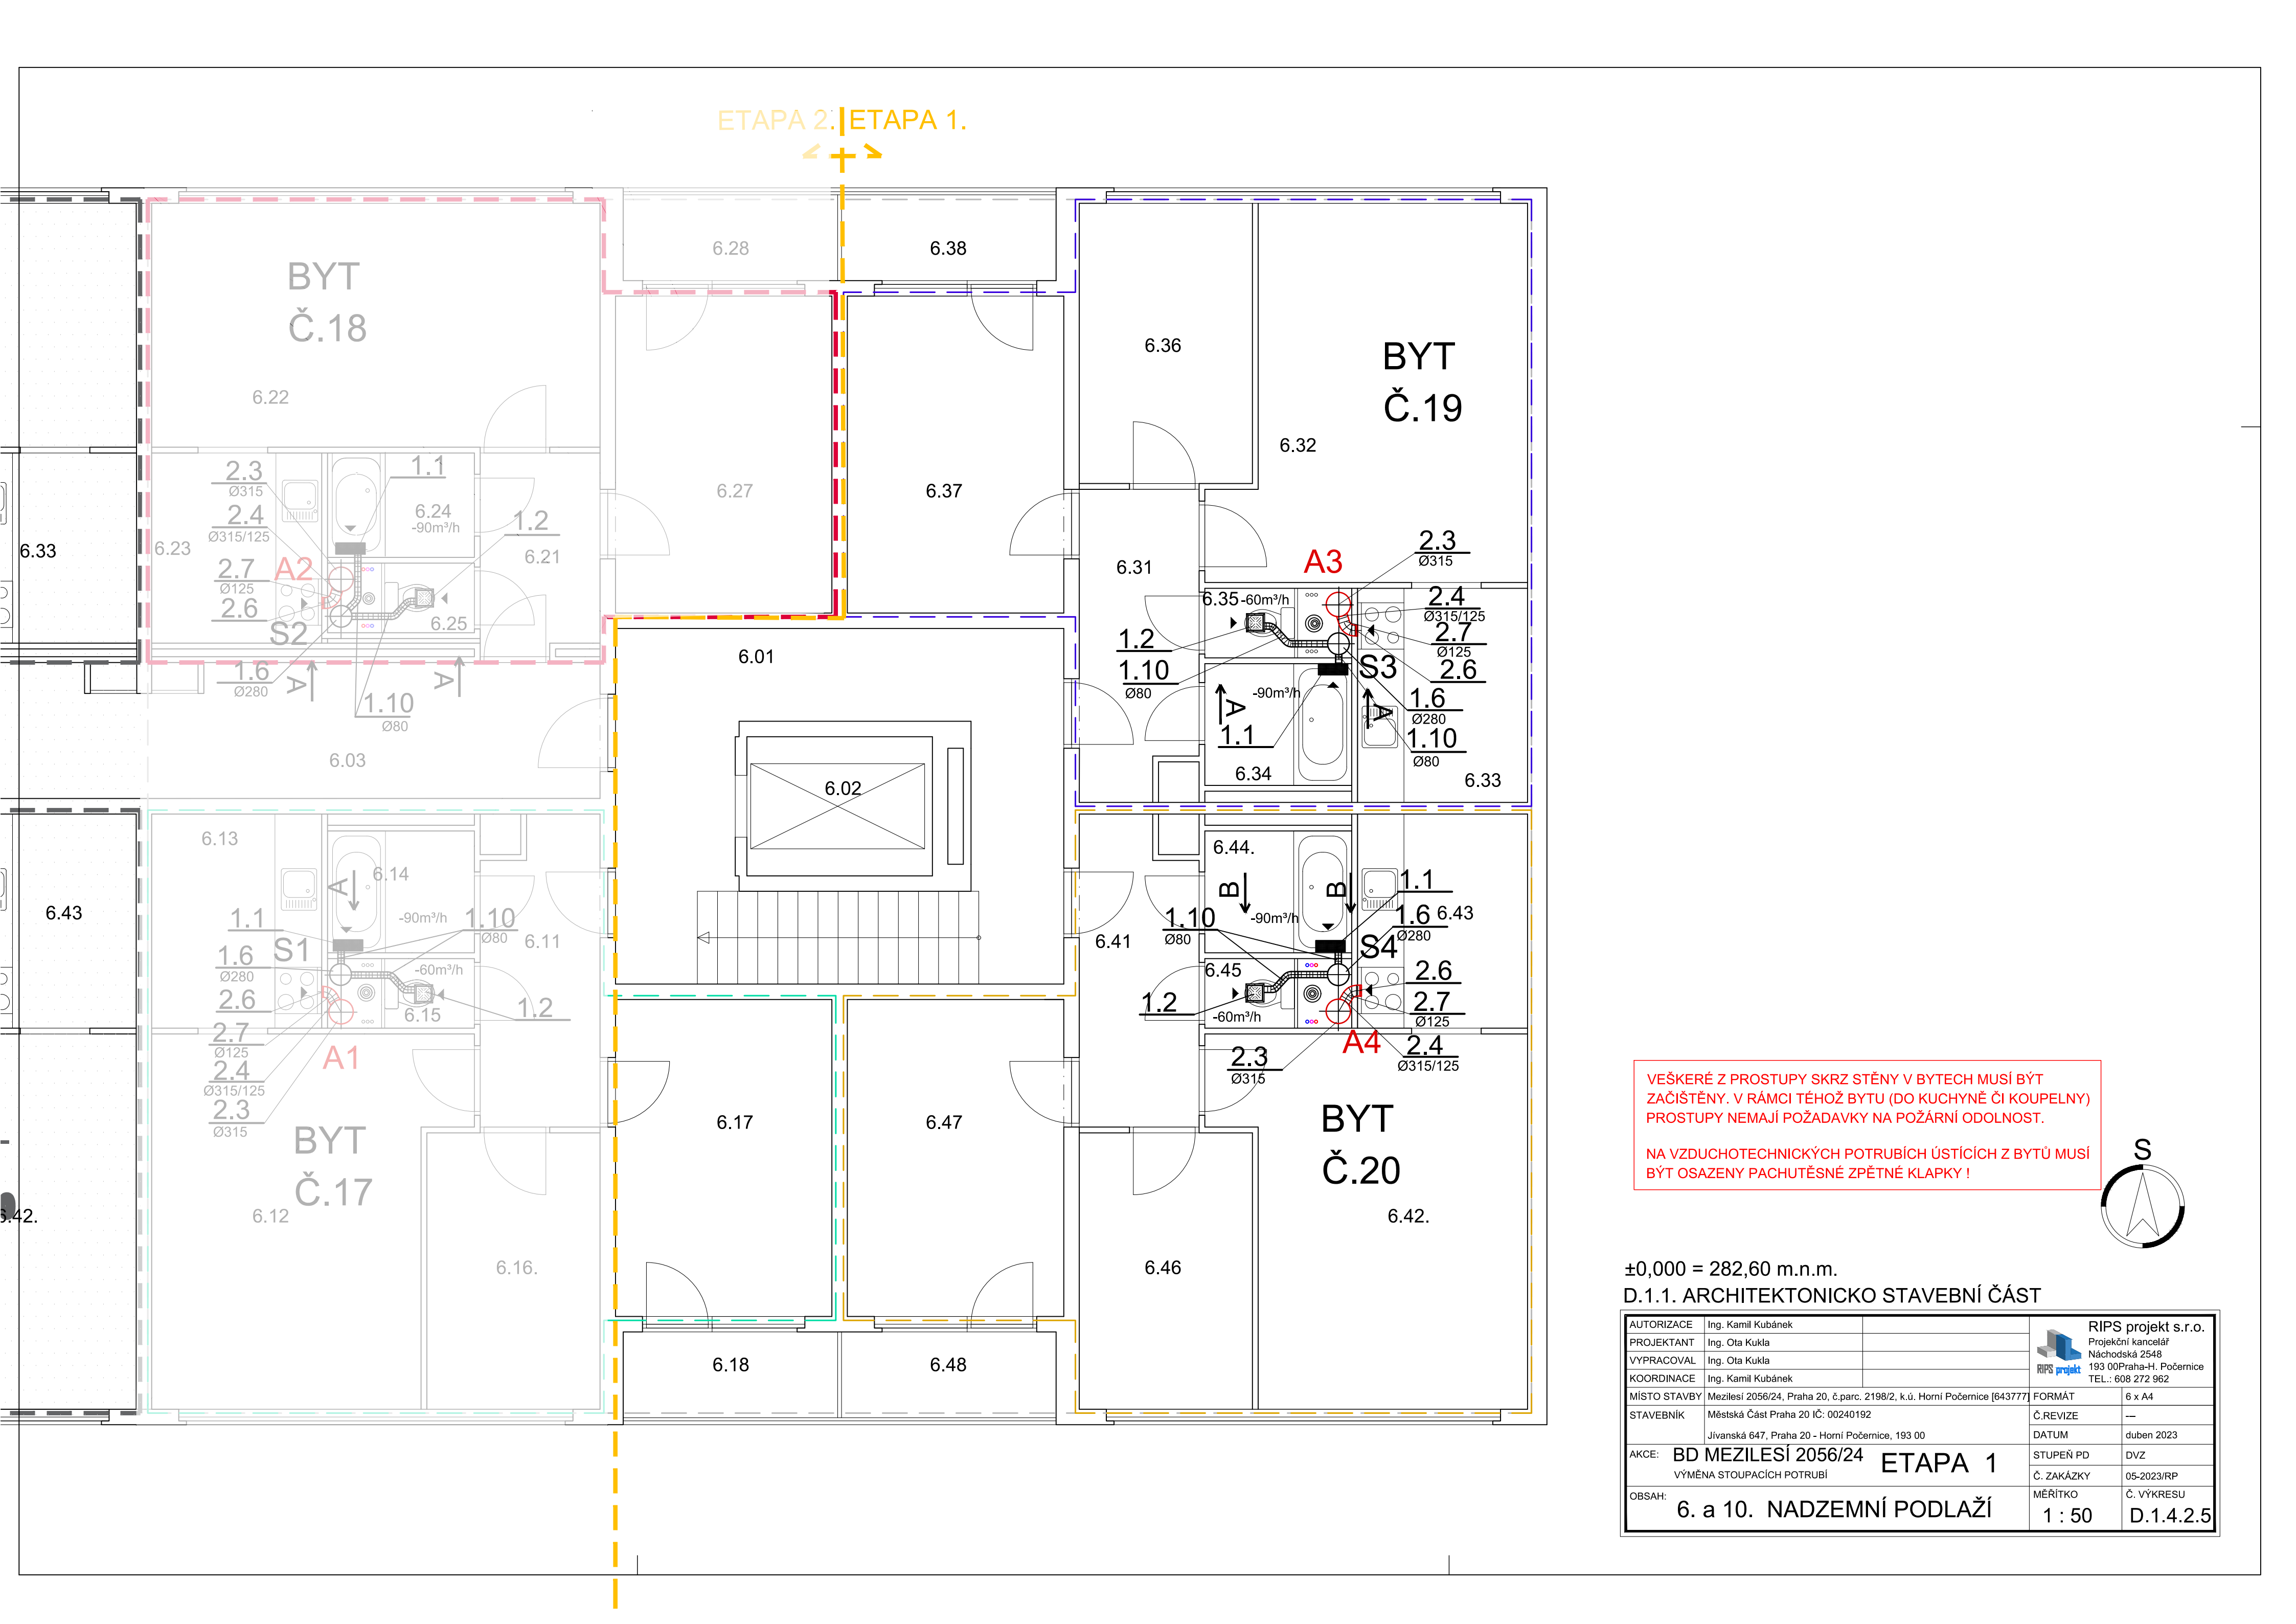 ETAPA 2. ETAPA 1.
6.28
6.38
BYT
Č.18
6.36
BYT
Č.19
6.22
6.32
2.3
Ø315
1.1
6.27
6.37
6.24
-90m³/h
2.4
Ø315/125
1.2
6.33
6.23
6.21
A2
2.7
Ø125
2.6
S2
6.25
6.31
A3
2.3
Ø315
2.4
Ø315/125
6.35
-60m³/h
2.7
Ø125
1.2
2.6
S3
1.10
Ø80
-90m³/h
1.6
Ø280
A
A
1.1
1.10
Ø80
6.34
6.33
1.6
Ø280
A
A
1.10
Ø80
6.01
6.02
6.03
6.13
6.14
A
-90m³/h
1.1
1.10
Ø80
6.11
S1
1.6
Ø280
-60m³/h
2.6
6.15
1.2
2.7
Ø125
A1
2.4
Ø315/125
2.3
Ø315
6.43
6.44.
B
B
1.1
1.10
Ø80
-90m³/h
1.6
Ø280
6.43
6.41
S4
6.45
2.6
1.2
-60m³/h
2.7
Ø125
A4
2.4
Ø315/125
2.3
Ø315
BYT
Č.17
6.12
6.16.
6.17
6.47
BYT
Č.20
6.42.
6.42.
6.46
6.18
6.48
VEŠKERÉ Z PROSTUPY SKRZ STĚNY V BYTECH MUSÍ BÝT
ZAČIŠTĚNY. V RÁMCI TÉHOŽ BYTU (DO KUCHYNĚ ČI KOUPELNY)
PROSTUPY NEMAJÍ POŽADAVKY NA POŽÁRNÍ ODOLNOST.
NA VZDUCHOTECHNICKÝCH POTRUBÍCH ÚSTÍCÍCH Z BYTŮ MUSÍ
BÝT OSAZENY PACHUTĚSNÉ ZPĚTNÉ KLAPKY !
S
±0,000 = 282,60 m.n.m.
D.1.1. ARCHITEKTONICKO STAVEBNÍ ČÁST
AUTORIZACE Ing. Kamil Kubánek
PROJEKTANT Ing. Ota Kukla
VYPRACOVAL Ing. Ota Kukla
KOORDINACE Ing. Kamil Kubánek
RIPS projekt
RIPS projekt s.r.o.
Projekční kancelář
Náchodská 2548
193 00Praha-H. Počernice
TEL.: 608 272 962
MÍSTO STAVBY Mezilesí 2056/24, Praha 20, č.parc. 2198/2, k.ú. Horní Počernice [643777]
FORMÁT 6 x A4
STAVEBNÍK Městská Část Praha 20 IČ: 00240192
Jívanská 647, Praha 20 - Horní Počernice, 193 00
Č.REVIZE ---
DATUM duben 2023
AKCE: BD MEZILESÍ 2056/24 ETAPA 1
VÝMĚNA STOUPACÍCH POTRUBÍ
STUPEŇ PD DVZ
Č. ZAKÁZKY 05-2023/RP
OBSAH: 6. a 10. NADZEMNÍ PODLAŽÍ
MĚŘÍTKO Č. VÝKRESU
1 : 50 D.1.4.2.5